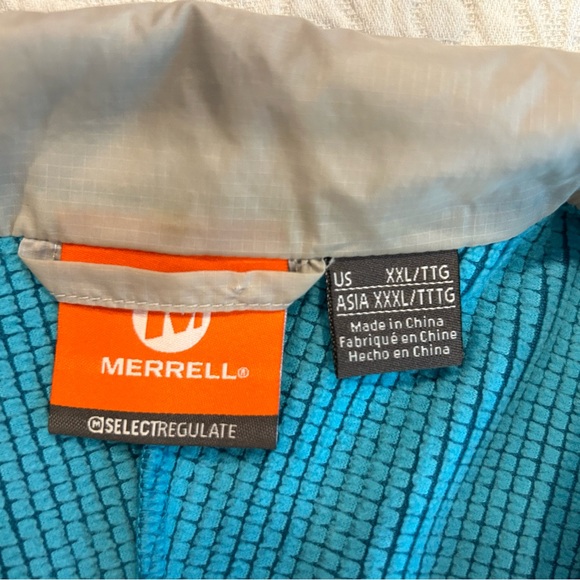 MERRELL®
SELECTREGULATE
US XXL/TTG
ASIA XXXL/TTTG
Made in China
Fabriqué en Chine
Hecho en China